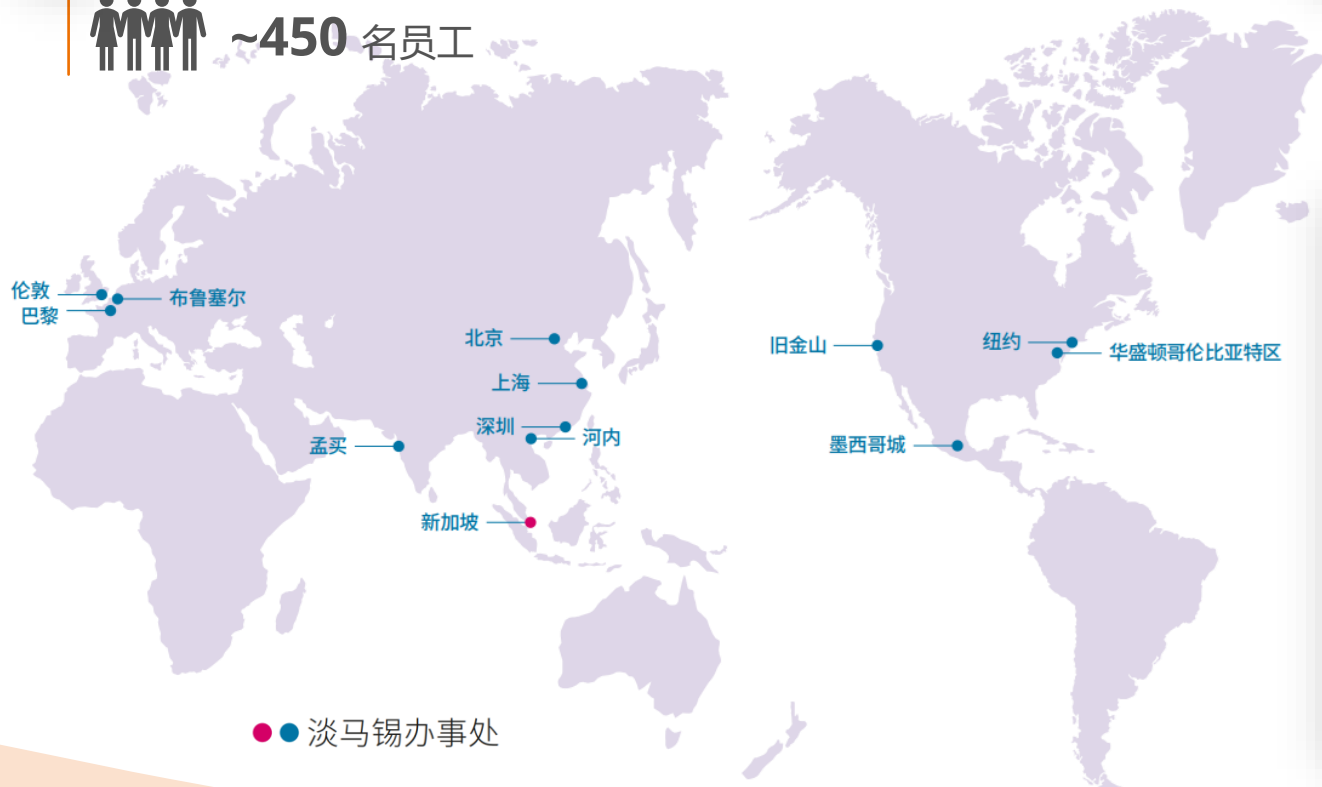 ~450 名员工
伦敦
布鲁塞尔
巴黎
北京
旧金山
纽约
华盛顿哥伦比亚特区
上海
深圳
河内
孟买
墨西哥城
新加坡
淡马锡办事处